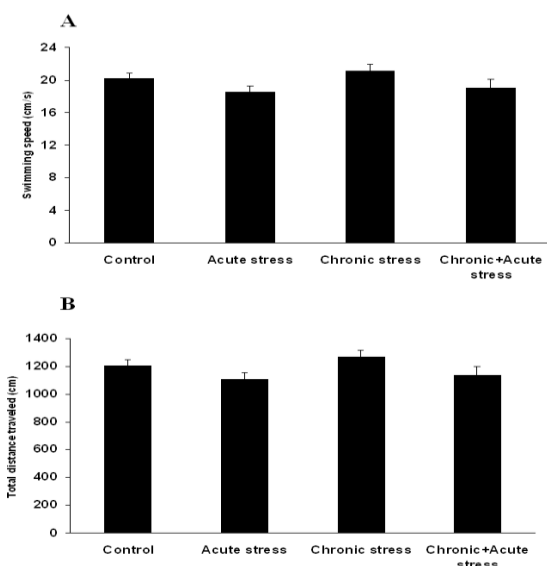 A
24
20
16
12
8
4
0
Swimming speed (cm/s)
Control
Acute stress
Chronic stress
Chronic+Acute
stress
B
1400
1200
1000
800
600
400
200
0
Total distance traveled (cm)
Control
Acute stress
Chronic stress
Chronic+Acute
stress